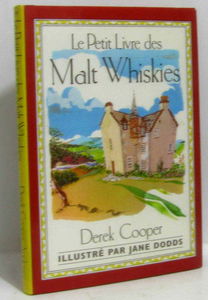 Le Petit Livre des
Malt Whiskies
Derek Cooper
ILLUSTRÉ PAR JANE DODDS